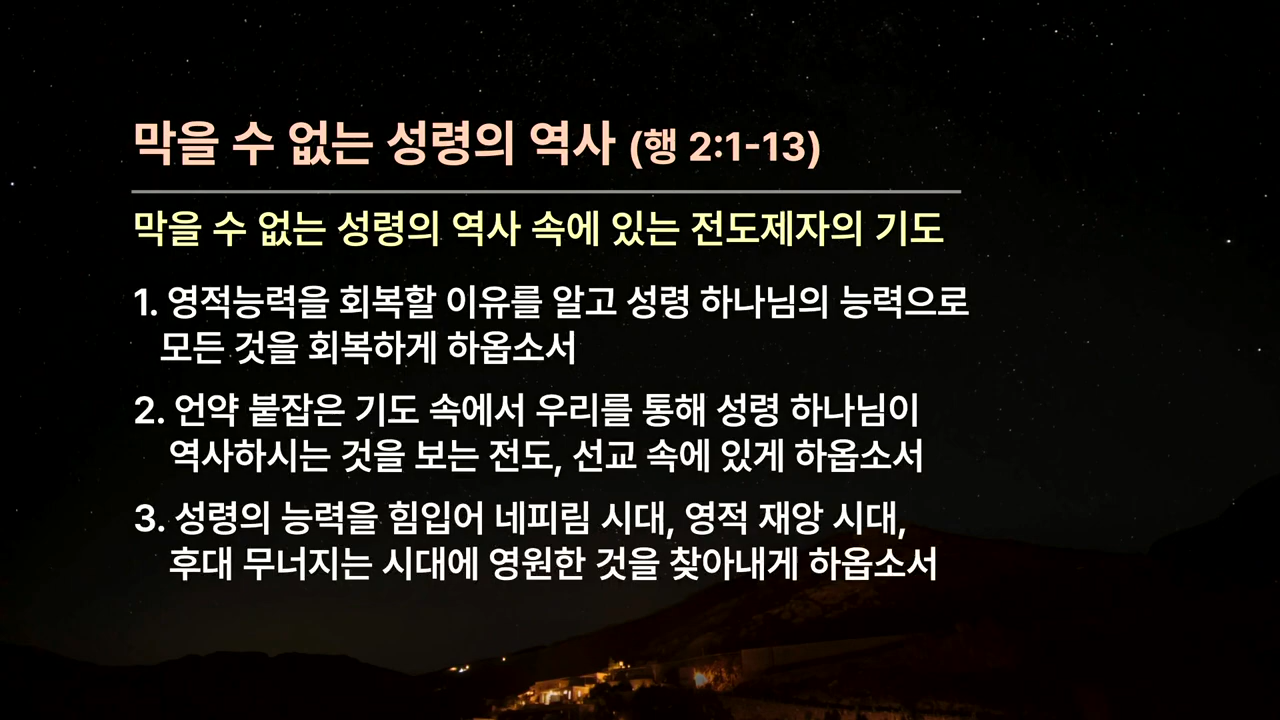 막을 수 없는 성령의 역사 (행 2:1-13)
막을 수 없는 성령의 역사 속에 있는 전도제자의 기도
1. 영적능력을 회복할 이유를 알고 성령 하나님의 능력으로
모든 것을 회복하게 하옵소서
2. 언약 붙잡은 기도 속에서 우리를 통해 성령 하나님이
역사하시는 것을 보는 전도, 선교 속에 있게 하옵소서
3. 성령의 능력을 힘입어 네피림 시대, 영적 재앙 시대,
후대 무너지는 시대에 영원한 것을 찾아내게 하옵소서